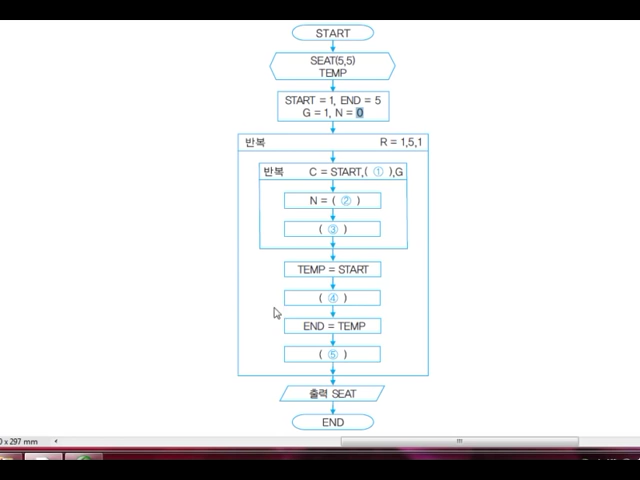 START
SEAT(5,5)
TEMP
START = 1, END = 5
G = 1, N = 0
반복 R = 1,5,1
반복 C = START,( ① ),G
N = ( ② )
( ③ )
TEMP = START
( ④ )
END = TEMP
( ⑤ )
출력 SEAT
END
0 x 297 mm